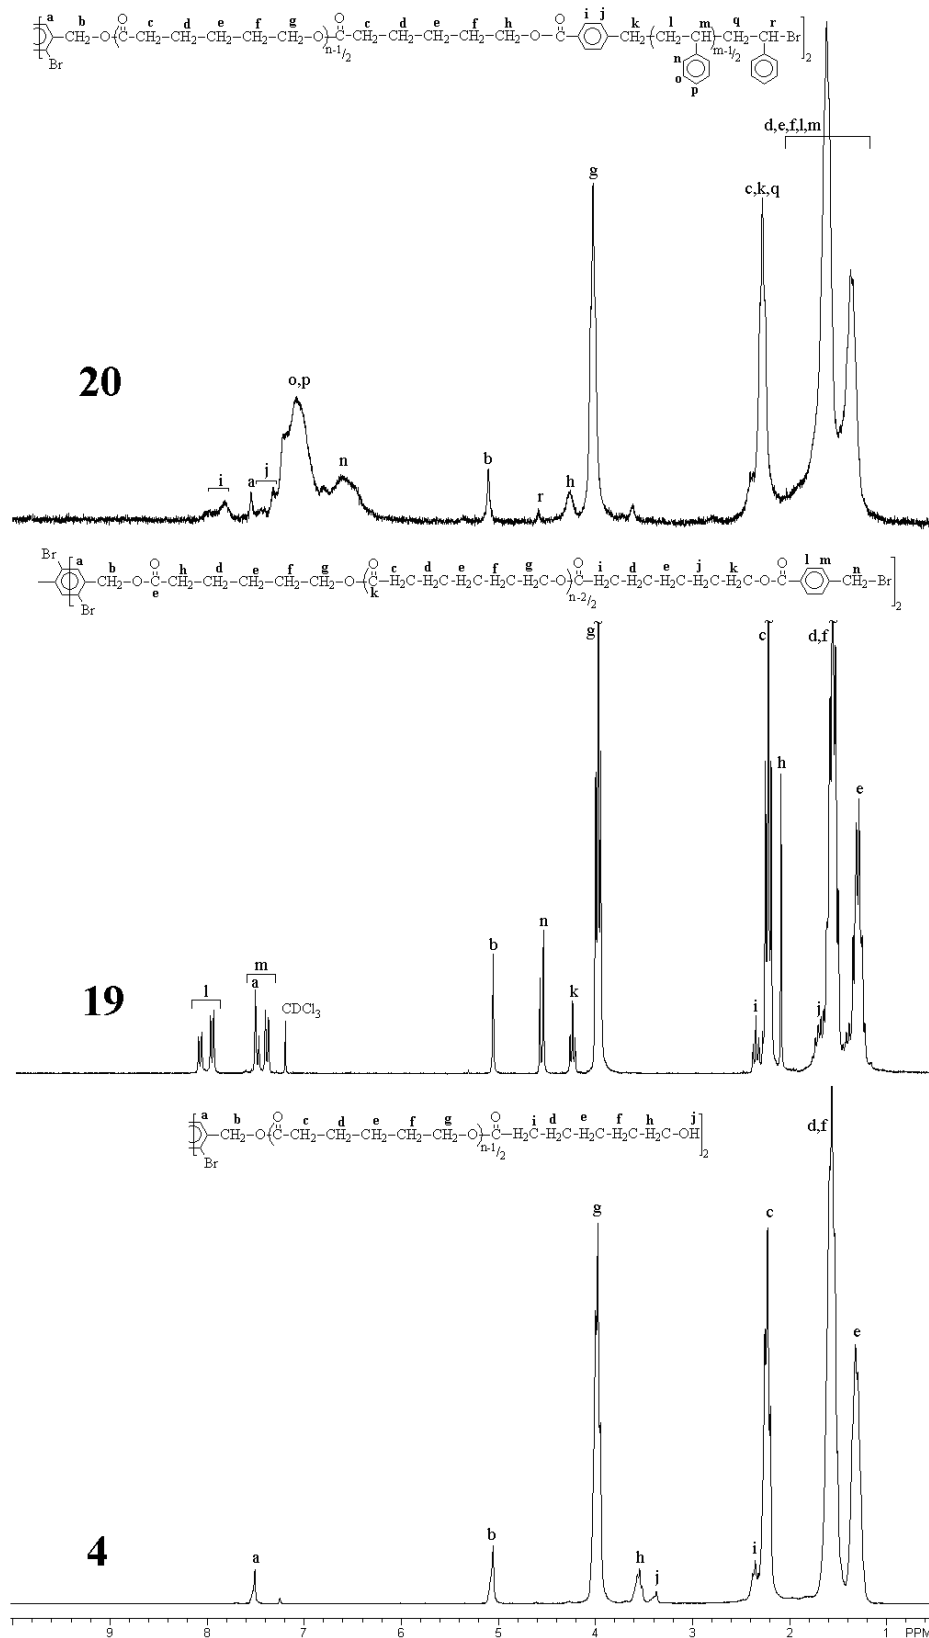 a b c d e f g c d e f h i j k l m q r
O O O
CH2-O-(C-CH2-CH2-CH2-CH2-CH2-O)n-1/2 C-CH2-CH2-CH2-CH2-CH2-O-C CH2-(CH2-CH)m-1/2 CH2-CH-Br]2
Br
n
o
p
d,e,f,l,m
g
c,k,q
20
o,p
n
i a j
b
r h
Br a b O h d e f g O c d e f g O i d e j k O l m n
CH2-O-C-CH2-CH2-CH2-CH2-CH2-O-(C-H2C-H2C-H2C-H2C-H2C-O)n-2/2 C-H2C-H2C-H2C-H2C-H2C-O-C CH2-Br]2
e k
Br
g c d,f
h
e
n
b
m
l a
19
CDCl3
k
i j
a b O c d e f g O i d e f h j
CH2-O-(C-CH2-CH2-CH2-CH2-CH2-O)n-1/2 C-H2C-H2C-H2C-H2C-H2C-OH]2
Br
d,f
g c
e
4
b
a h
j
i
9 8 7 6 5 4 3 2 1 PPM